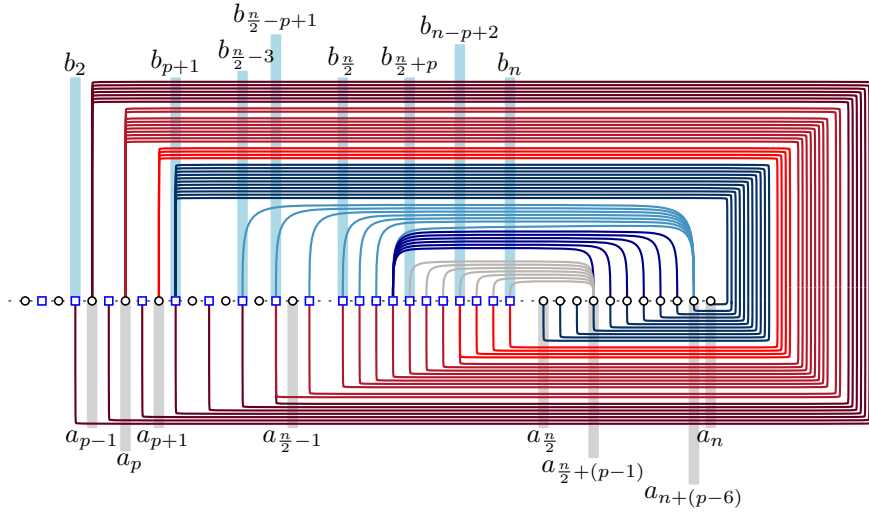 b_{\frac{n}{2}-p+1}
b_{n-p+2}
b_2
b_{p+1}
b_{\frac{n}{2}-3}
b_{\frac{n}{2}}
b_{\frac{n}{2}+p}
b_n
a_{p-1}
a_p
a_{p+1}
a_{\frac{n}{2}-1}
a_{\frac{n}{2}}
a_{\frac{n}{2}+(p-1)}
a_{n+(p-6)}
a_n